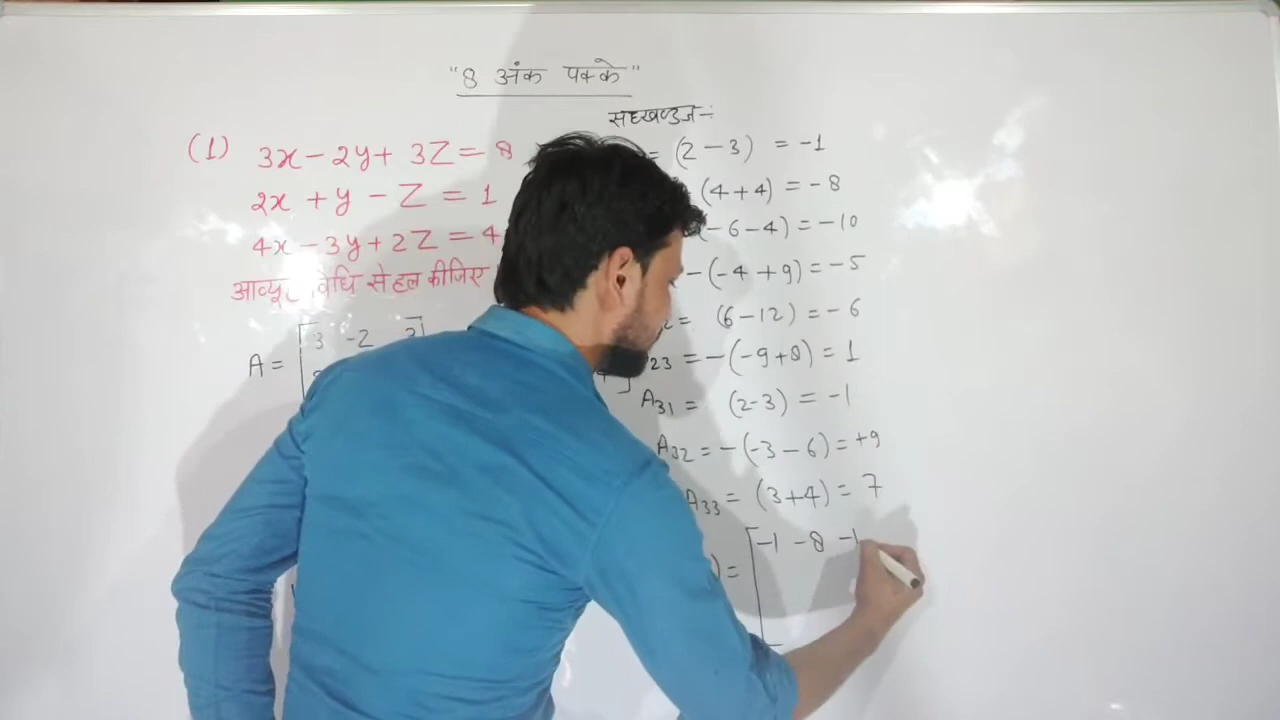 "8 अंक पक्के"
सहखण्डज :-
(1) 3x - 2y + 3Z = 8
2x + y - Z = 1
4x - 3y + 2Z = 4
आव्यूह विधि से हल कीजिए
A = [3 -2 3
= (2 - 3) = -1
(4 + 4) = -8
(-6 - 4) = -10
-(-4 + 9) = -5
= (6 - 12) = -6
23 = -(-9 + 8) = 1
A31 = (2-3) = -1
A32 = -(-3 - 6) = +9
A33 = (3+4) = 7
) = [-1 -8 -1